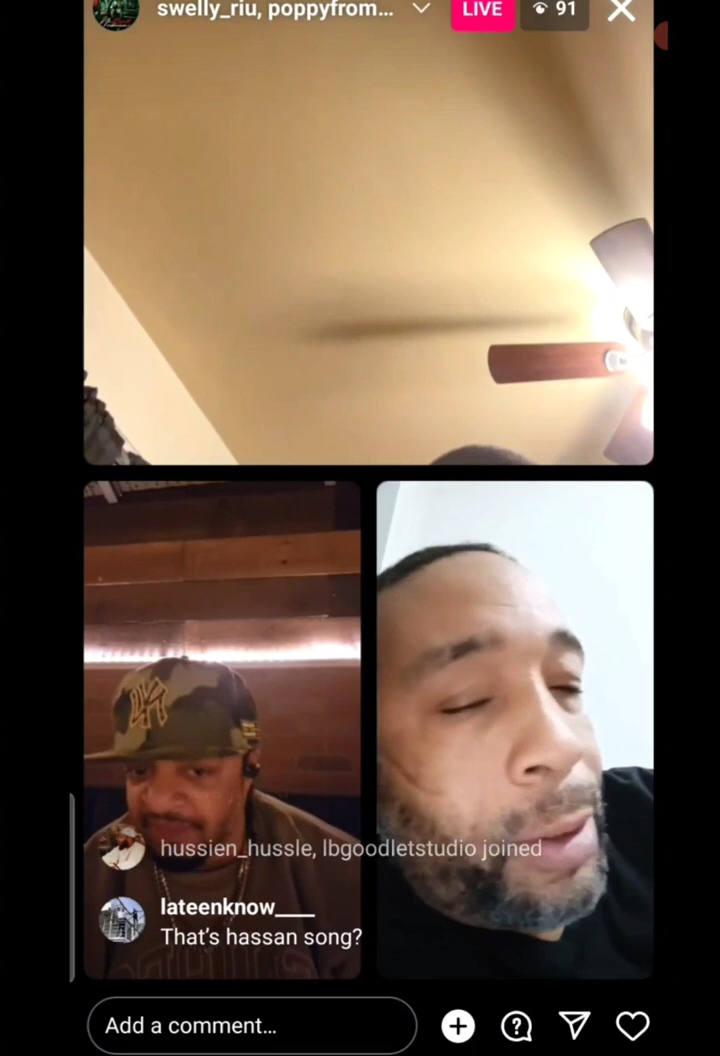 swelly_riu, poppyfrom...
LIVE
91
hussien_hussle, lbgoodletstudio joined
lateenknow____
That's hassan song?
Add a comment...